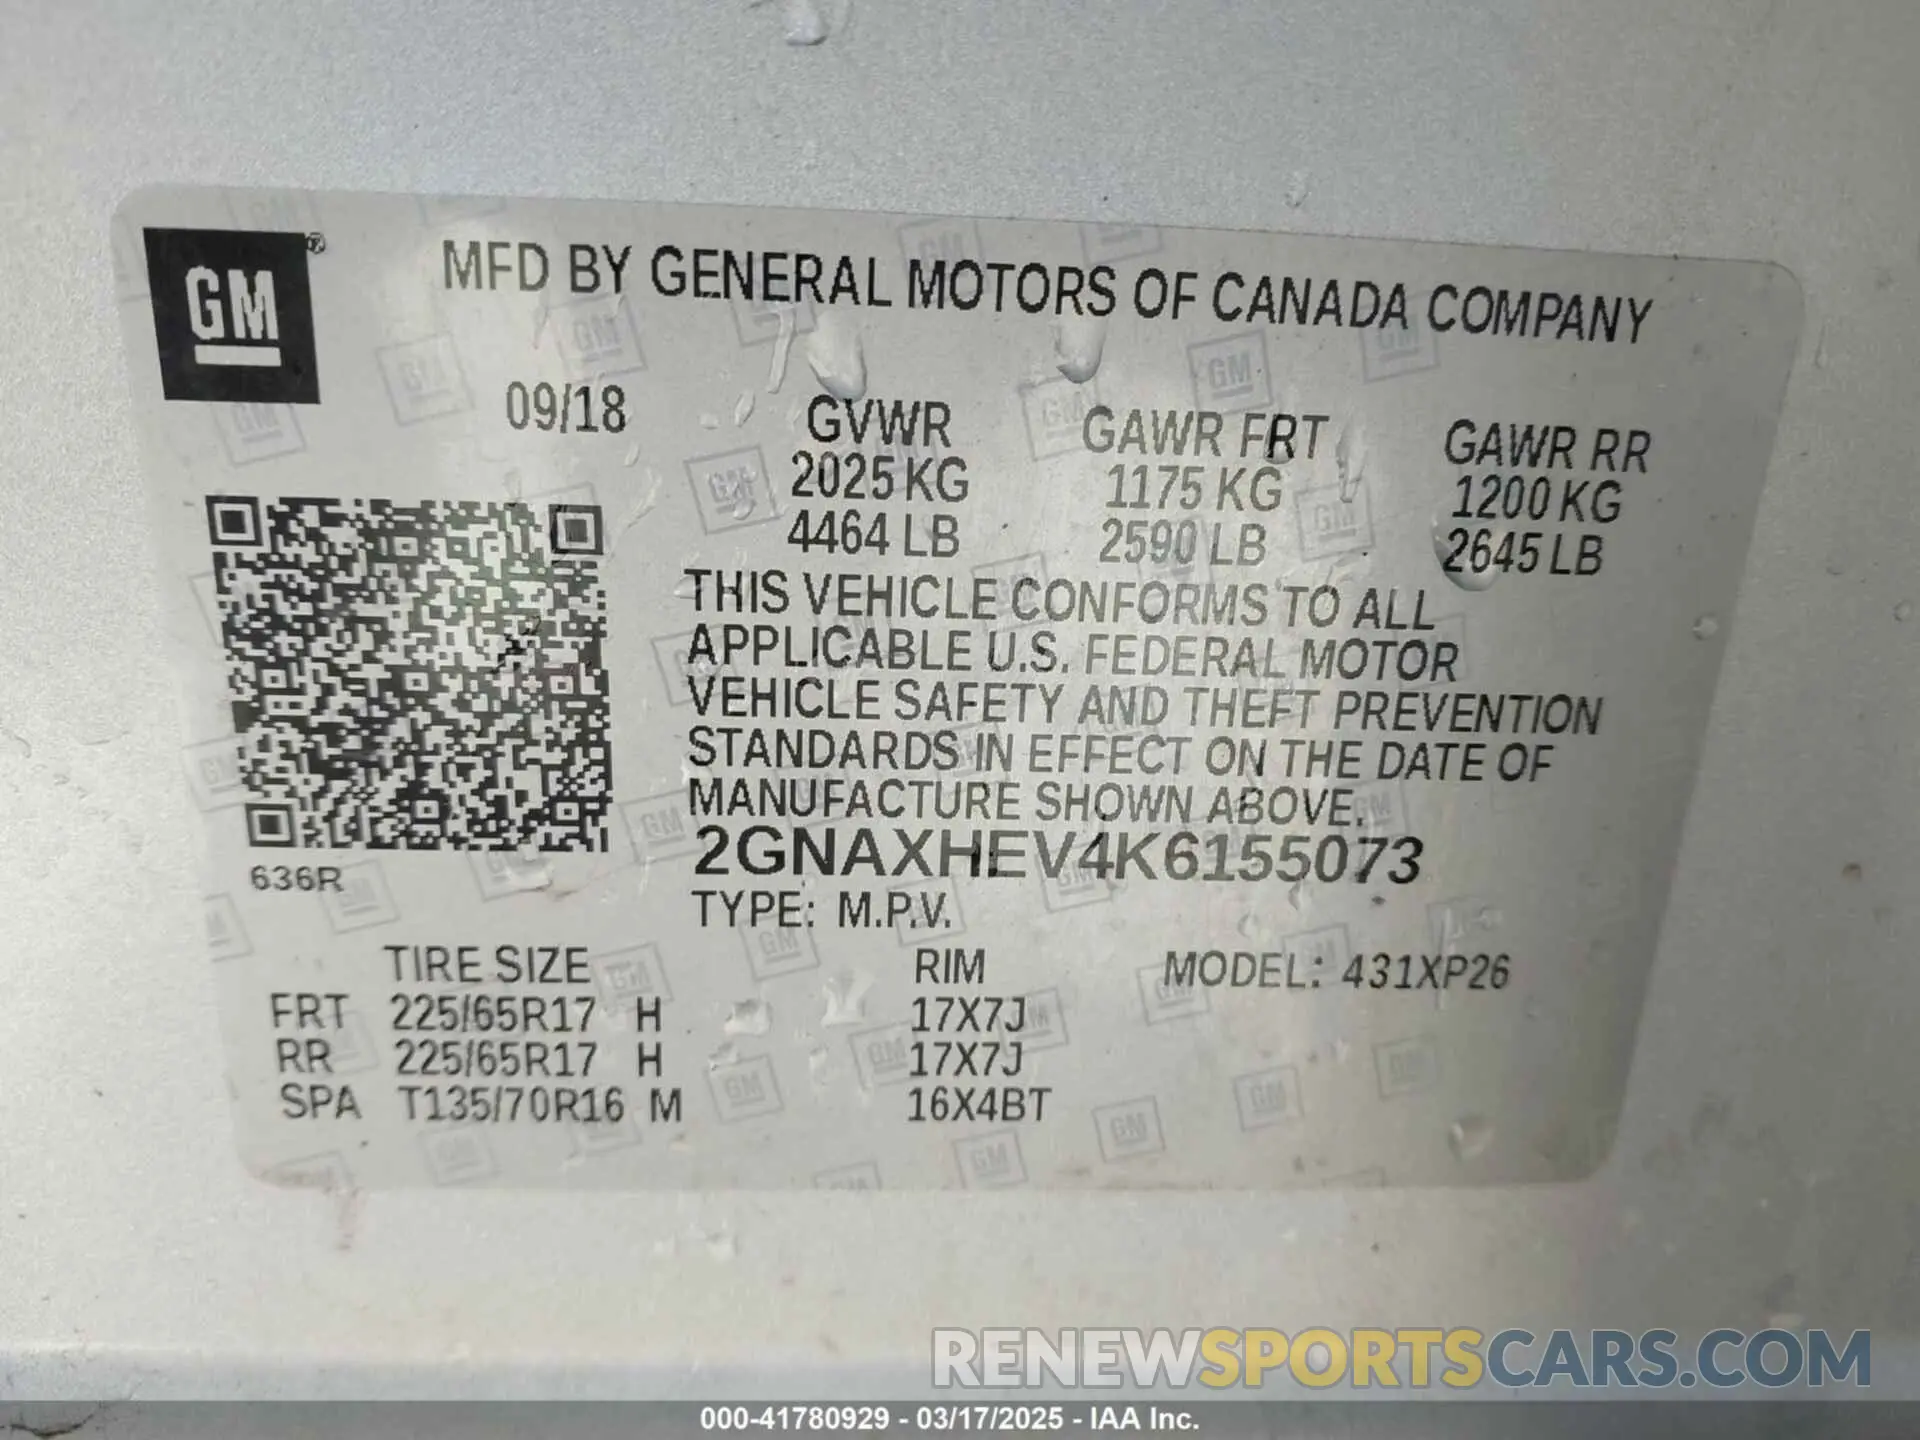 GM ®
MFD BY GENERAL MOTORS OF CANADA COMPANY
09/18
GVWR GAWR FRT GAWR RR
2025 KG 1175 KG 1200 KG
4464 LB 2590 LB 2645 LB
THIS VEHICLE CONFORMS TO ALL
APPLICABLE U.S. FEDERAL MOTOR
VEHICLE SAFETY AND THEFT PREVENTION
STANDARDS IN EFFECT ON THE DATE OF
MANUFACTURE SHOWN ABOVE.
2GNAXHEV4K6155073
636R
TYPE: M.P.V.
TIRE SIZE RIM MODEL: 431XP26
FRT 225/65R17 H 17X7J
RR 225/65R17 H 17X7J
SPA T135/70R16 M 16X4BT
RENEWSPORTSCARS.COM
000-41780929 - 03/17/2025 - IAA Inc.